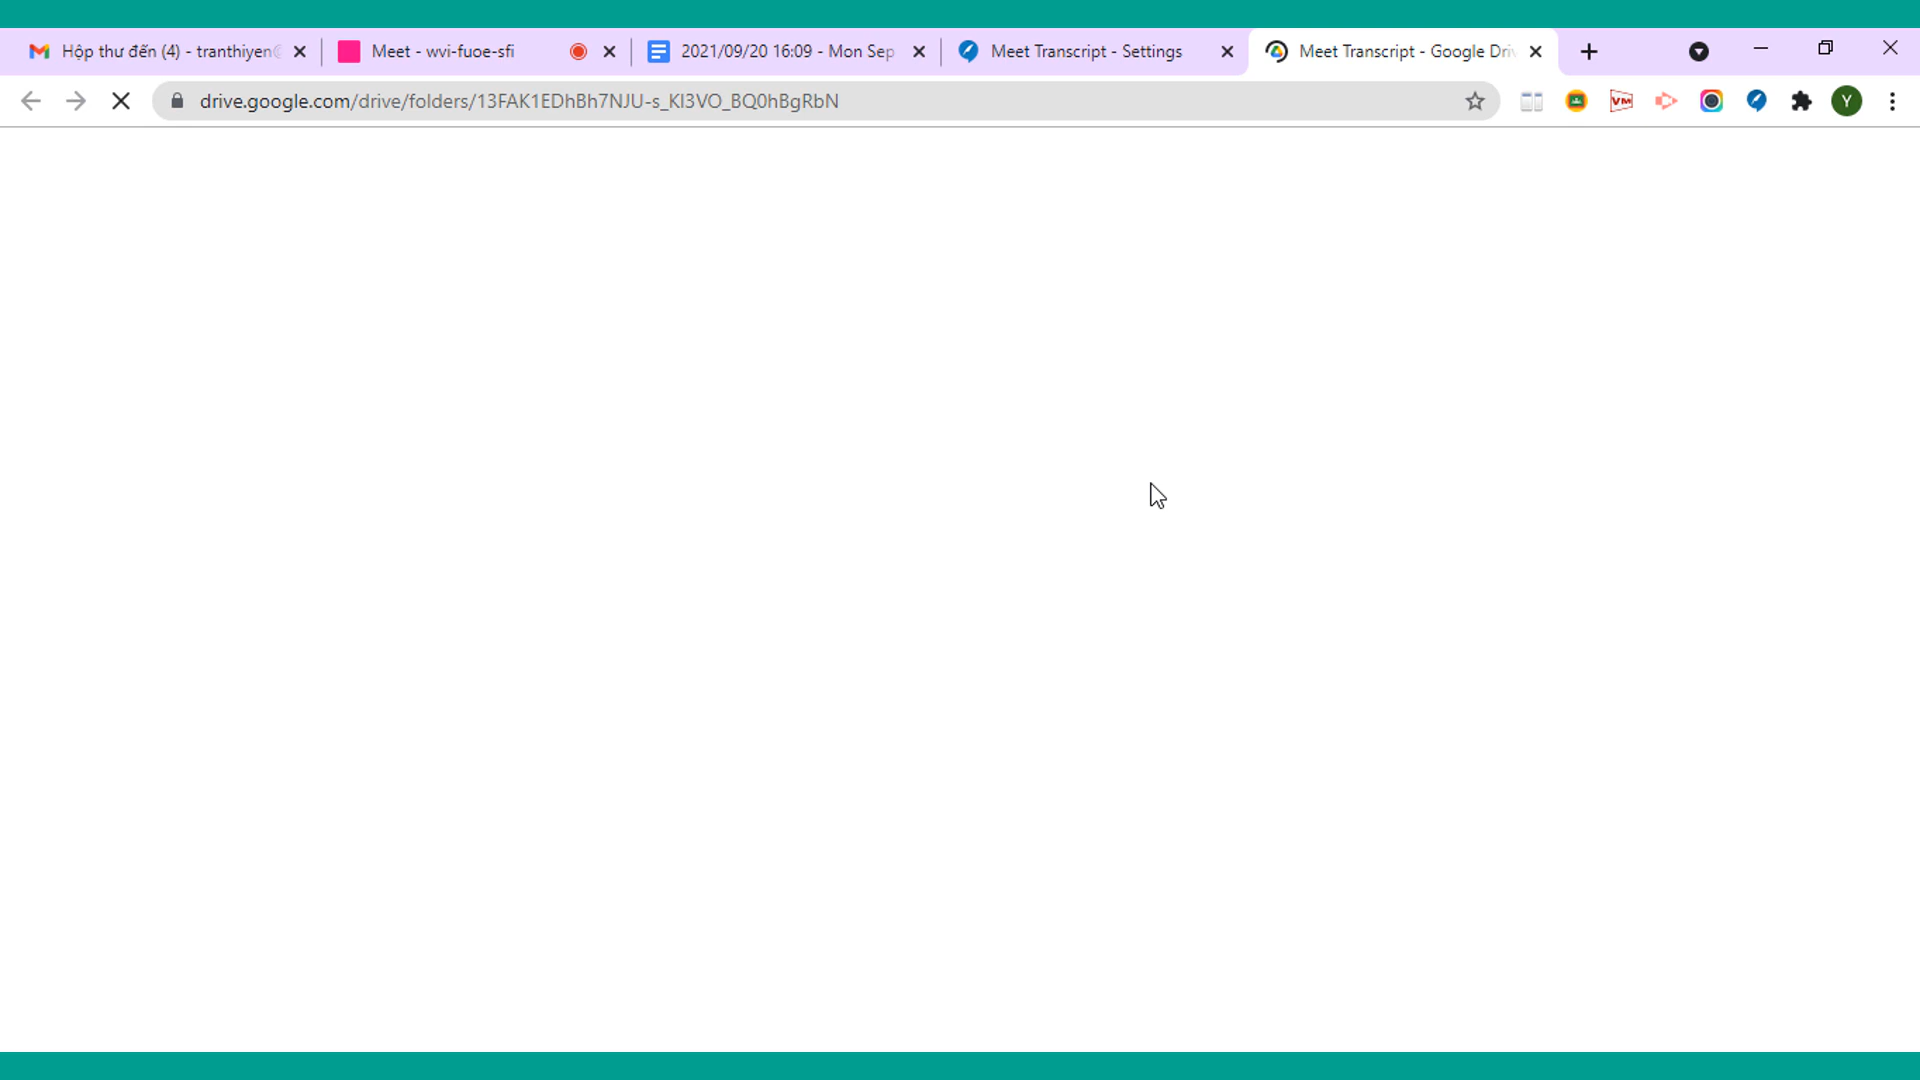 Hộp thư đến (4) - tranthiyen
Meet - wvi-fuoe-sfi
2021/09/20 16:09 - Mon Sep
Meet Transcript - Settings
Meet Transcript - Google Dri
drive.google.com/drive/folders/13FAK1EDhBh7NJU-s_KI3VO_BQ0hBgRbN
VM
Y